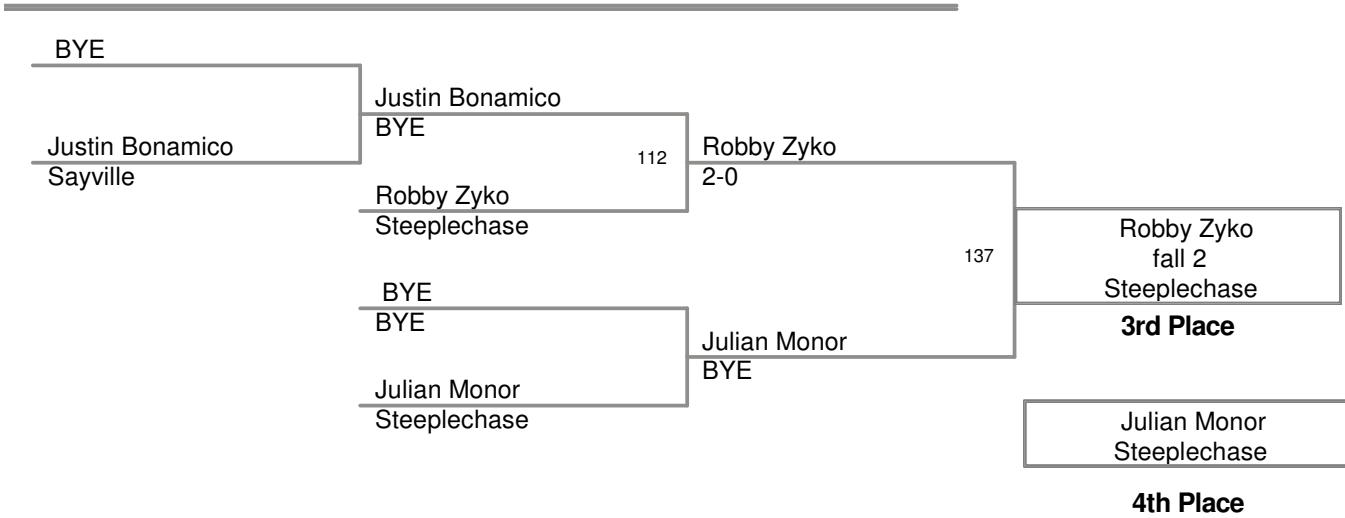 BYE
Justin Bonamico
Sayville
Justin Bonamico
BYE
Robby Zyko
Steeplechase
112
BYE
BYE
Julian Monor
Steeplechase
Robby Zyko
2-0
Julian Monor
BYE
137
Robby Zyko
fall 2
Steeplechase
3rd Place
Julian Monor
Steeplechase
4th Place